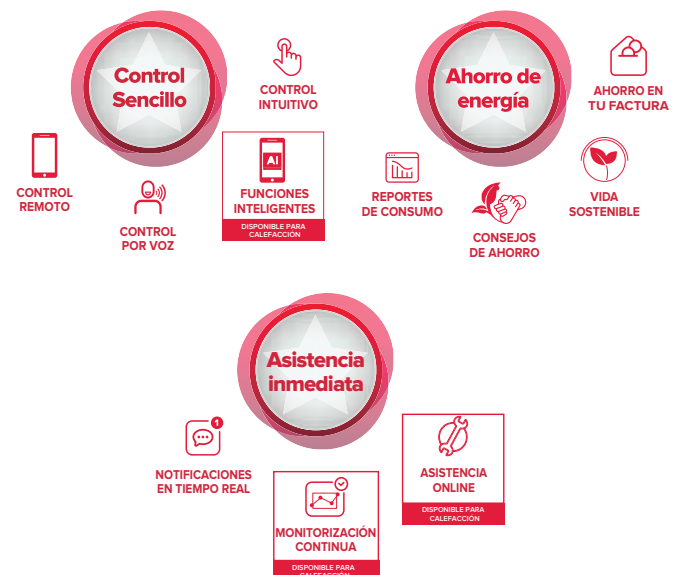 Control
Sencillo
CONTROL
INTUITIVO
CONTROL
REMOTO
CONTROL
POR VOZ
AI
FUNCIONES
INTELIGENTES
DISPONIBLE PARA
CALEFACCIÓN
Ahorro de
energía
AHORRO EN
TU FACTURA
REPORTES
DE CONSUMO
CONSEJOS
DE AHORRO
VIDA
SOSTENIBLE
Asistencia
inmediata
1
NOTIFICACIONES
EN TIEMPO REAL
MONITORIZACIÓN
CONTINUA
DISPONIBLE PARA
CALEFACCIÓN
ASISTENCIA
ONLINE
DISPONIBLE PARA
CALEFACCIÓN